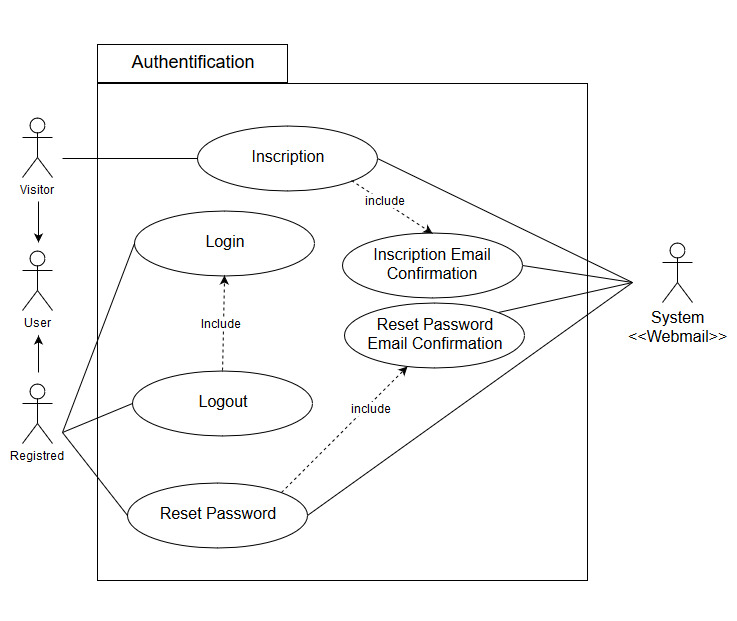 Authentification
Inscription
Visitor
include
Login
Inscription Email
Confirmation
User
Include
Reset Password
Email Confirmation
System
<<Webmail>>
Logout
include
Registred
Reset Password